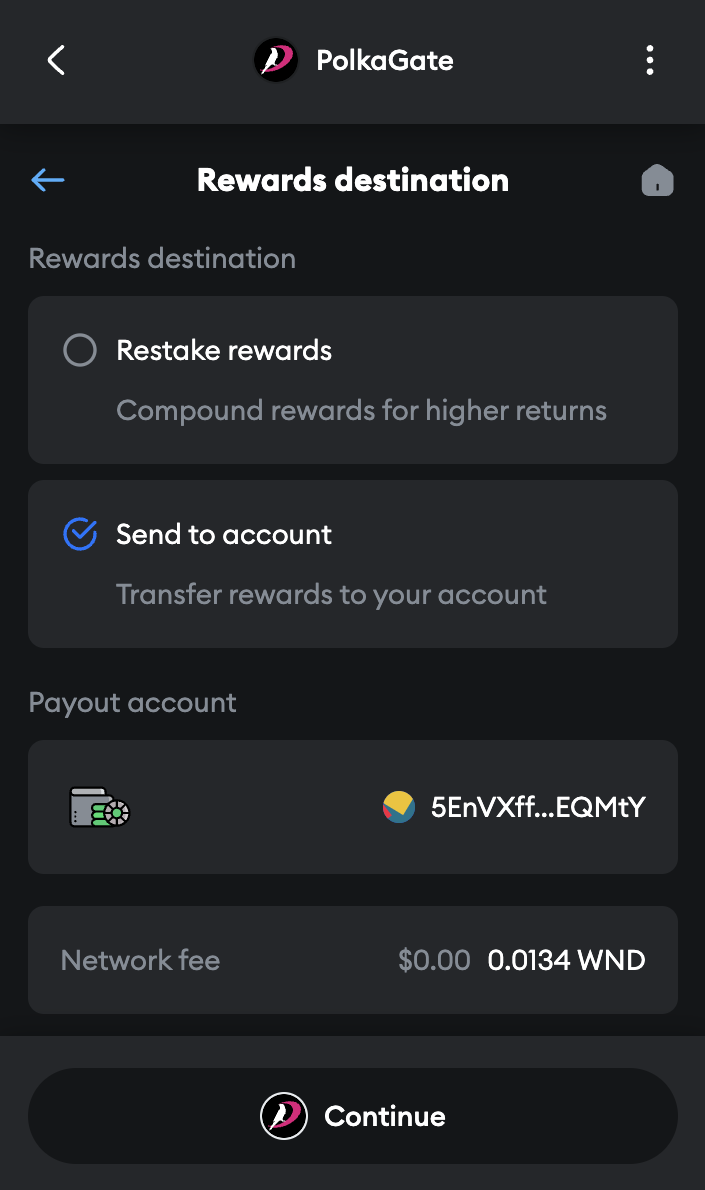 PolkaGate
Rewards destination
Rewards destination
Restake rewards
Compound rewards for higher returns
Send to account
Transfer rewards to your account
Payout account
5EnVXff...EQMtY
Network fee $0.00 0.0134 WND
Continue